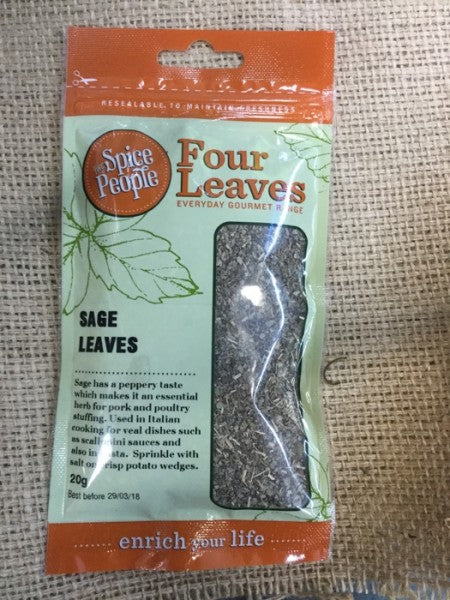 RESEALABLE TO MAINTAIN FRESHNESS
THE Spice
People
Four
Leaves
EVERYDAY GOURMET RANGE
SAGE
LEAVES
Sage has a peppery taste
which makes it an essential
herb for pork and poultry
stuffing. Used in Italian
cooking for veal dishes such
as scallopini sauces and
also in pasta. Sprinkle with
salt on crisp potato wedges.
20g
Best before 29/03/18
enrich your life